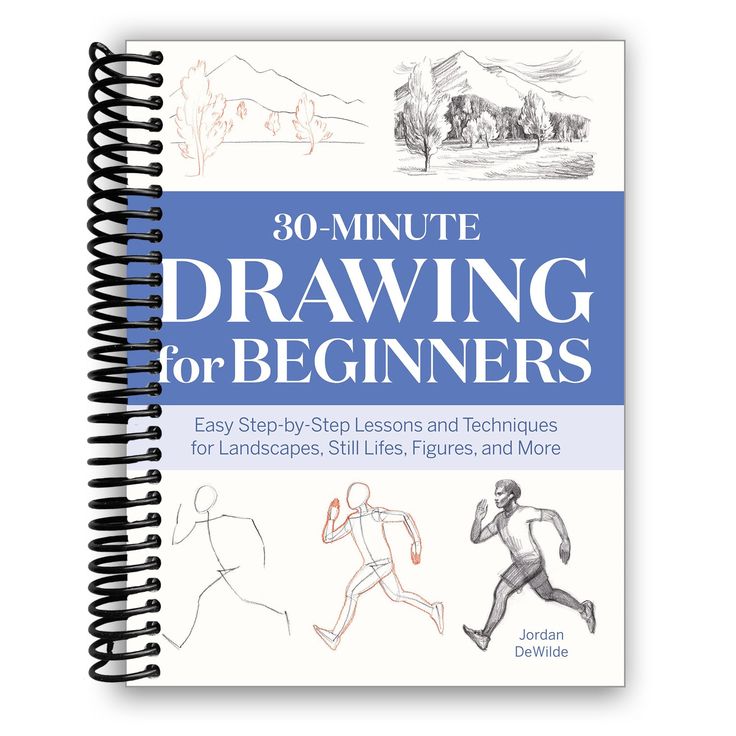 30-MINUTE
DRAWING
for BEGINNERS
Easy Step-by-Step Lessons and Techniques
for Landscapes, Still Lifes, Figures, and More
Jordan
DeWilde